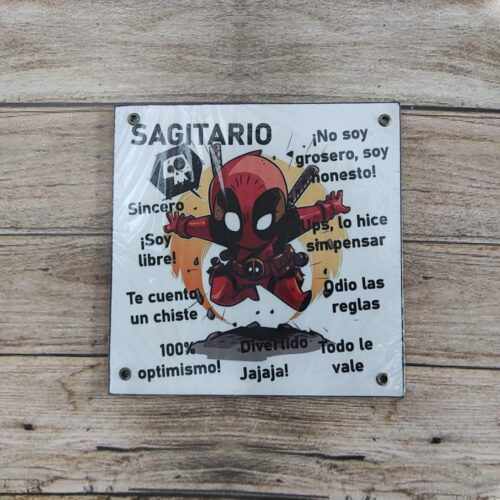 SAGITARIO
¡No soy
grosero, soy
honesto!
Sincero
¡Soy
libre!
Ups, lo hice
sin pensar
Te cuento
un chiste
Odio las
reglas
100%
optimismo!
Divertido
Jajaja!
Todo le
vale